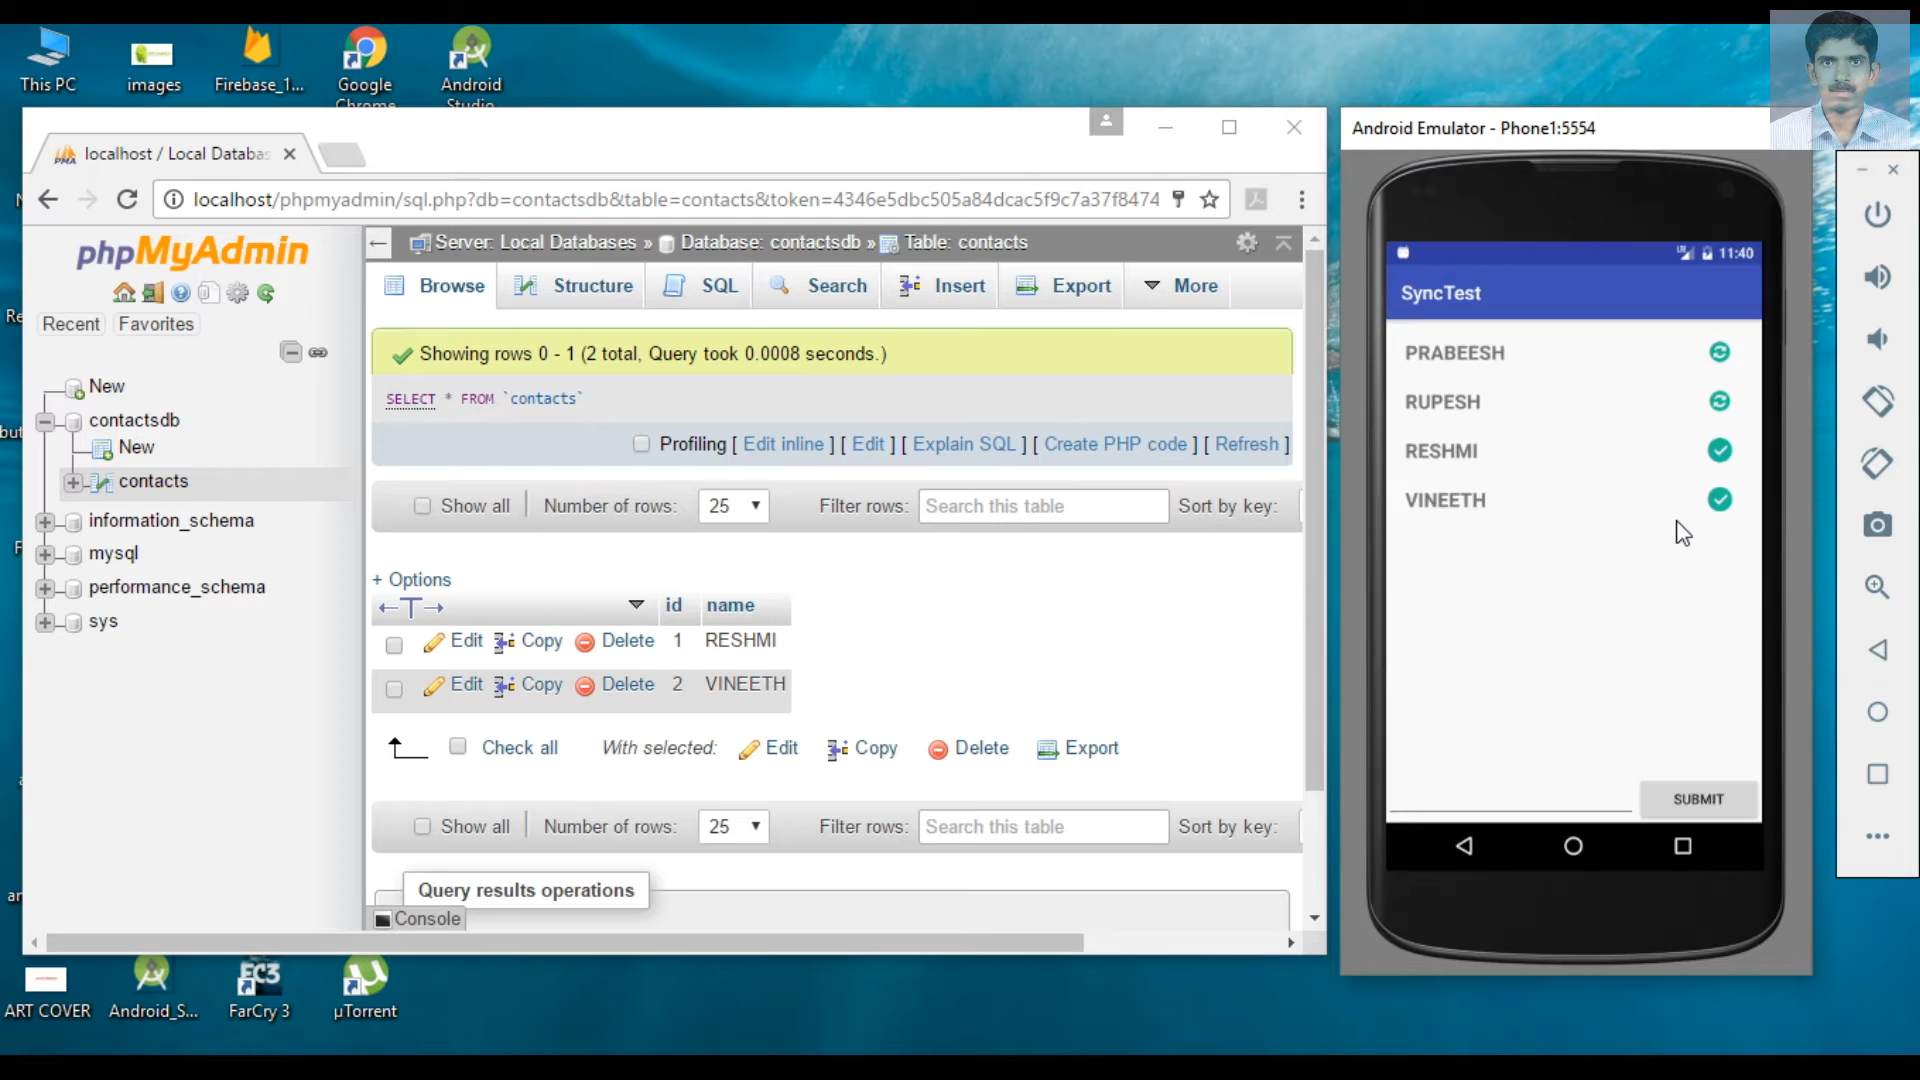 This PC
images
Firebase_1...
Google
Chrome
Android
Studio
localhost / Local Databas
localhost/phpmyadmin/sql.php?db=contactsdb&table=contacts&token=4346e5dbc505a84dcac5f9c7a37f8474
phpMyAdmin
Recent
Favorites
New
contactsdb
New
contacts
information_schema
mysql
performance_schema
sys
Server: Local Databases » Database: contactsdb » Table: contacts
Browse
Structure
SQL
Search
Insert
Export
More
Showing rows 0 - 1 (2 total, Query took 0.0008 seconds.)
SELECT * FROM `contacts`
Profiling [ Edit inline ] [ Edit ] [ Explain SQL ] [ Create PHP code ] [ Refresh ]
Show all Number of rows: 25 Filter rows: Search this table Sort by key:
+ Options
id name
Edit Copy Delete 1 RESHMI
Edit Copy Delete 2 VINEETH
Check all With selected: Edit Copy Delete Export
Show all Number of rows: 25 Filter rows: Search this table Sort by key:
Query results operations
Console
Android Emulator - Phone1:5554
11:40
SyncTest
PRABEESH
RUPESH
RESHMI
VINEETH
SUBMIT
ART COVER
Android_S...
FarCry 3
µTorrent